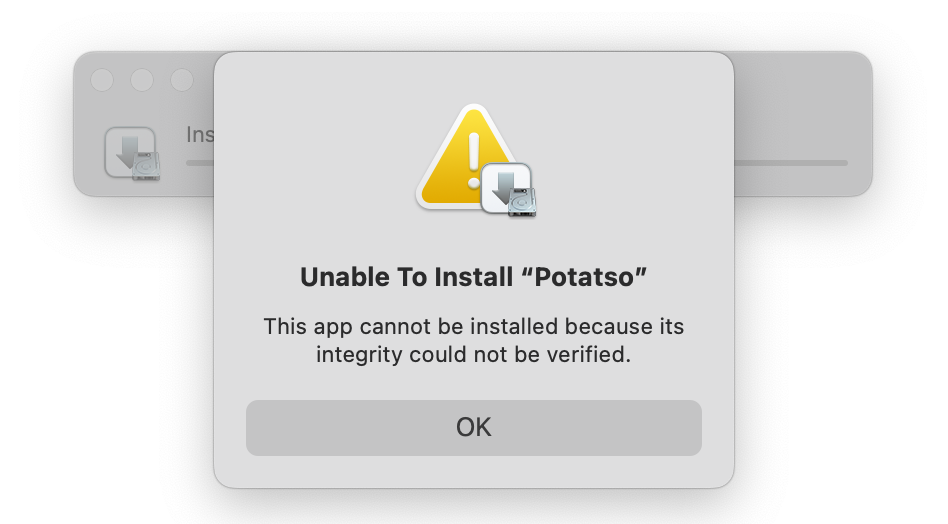 Ins
Unable To Install “Potatso”
This app cannot be installed because its
integrity could not be verified.
OK